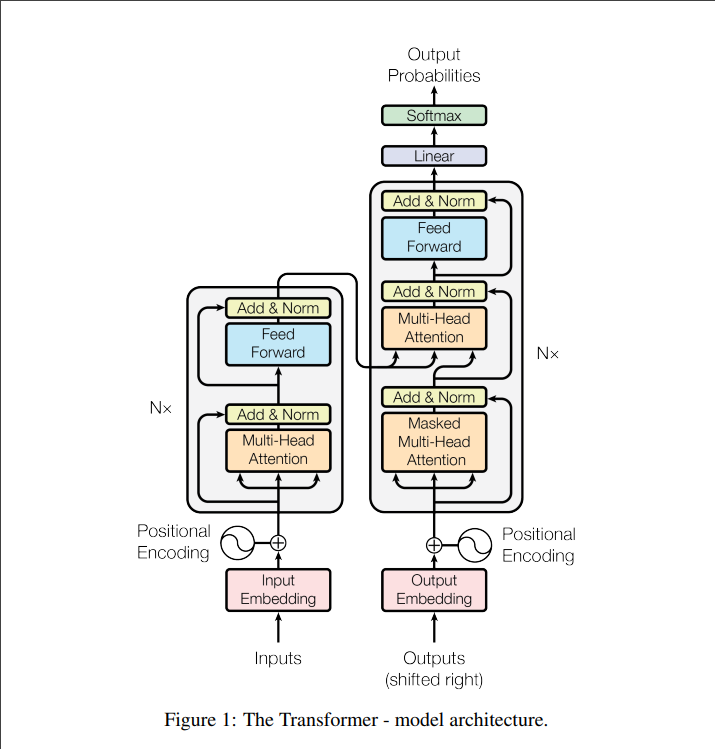 Output
Probabilities
Softmax
Linear
Add & Norm
Feed
Forward
Add & Norm
Multi-Head
Attention
Add & Norm
Masked
Multi-Head
Attention
N×
Add & Norm
Feed
Forward
Add & Norm
Multi-Head
Attention
N×
Positional
Encoding
Positional
Encoding
Input
Embedding
Output
Embedding
Inputs
Outputs
(shifted right)
Figure 1: The Transformer - model architecture.